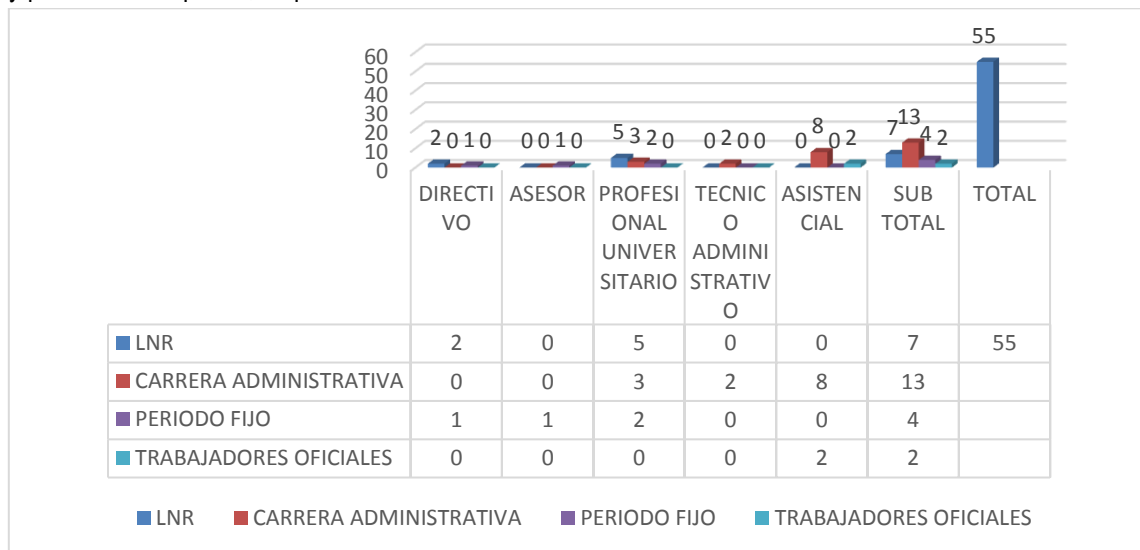 55
60
50
40
30
20
10
0
2 0 1 0
0 0 1 0
5 3 2 0
0 2 0 0
0 8 0 2
7 13 4 2
DIRECTI
VO
ASESOR
PROFESI
ONAL
UNIVER
SITARIO
TECNIC
O
ADMINI
STRATIV
O
ASISTEN
CIAL
SUB
TOTAL
TOTAL
LNR 2 0 5 0 0 7 55
CARRERA ADMINISTRATIVA 0 0 3 2 8 13
PERIODO FIJO 1 1 2 0 0 4
TRABAJADORES OFICIALES 0 0 0 0 2 2
LNR CARRERA ADMINISTRATIVA PERIODO FIJO TRABAJADORES OFICIALES